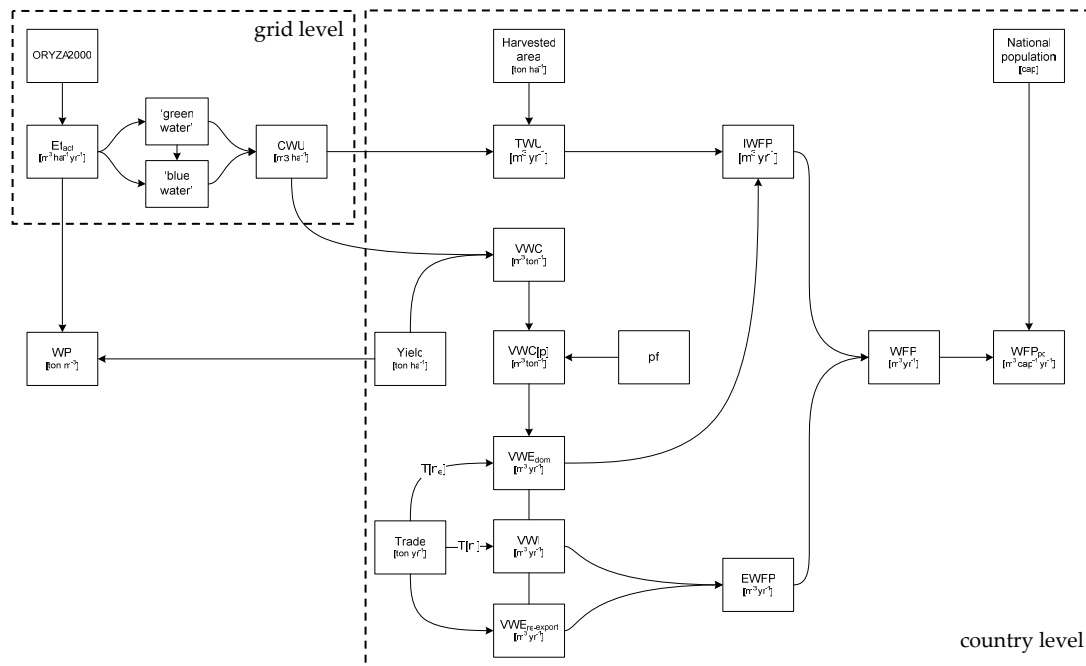 grid level
ORYZA2000
Harvested
area
[ton ha⁻¹]
National
population
[cap]
ETact
[m³ ha⁻¹ yr⁻¹]
'green
water'
'blue
water'
CWU
[m3 ha⁻¹]
TWU
[m³ yr⁻¹]
IWFP
[m³ yr⁻¹]
VWC
[m³ ton⁻¹]
WP
[ton m⁻³]
Yield
[ton ha⁻¹]
VWC[p]
[m³ ton⁻¹]
pf
WFP
[m³ yr⁻¹]
WFPpc
[m³ cap⁻¹ yr⁻¹]
T[nₑ]
VWEdom
[m³ yr⁻¹]
Trade
[ton yr⁻¹]
VWI
[m³ yr⁻¹]
EWFP
[m³ yr⁻¹]
VWEre-export
[m³ yr⁻¹]
country level